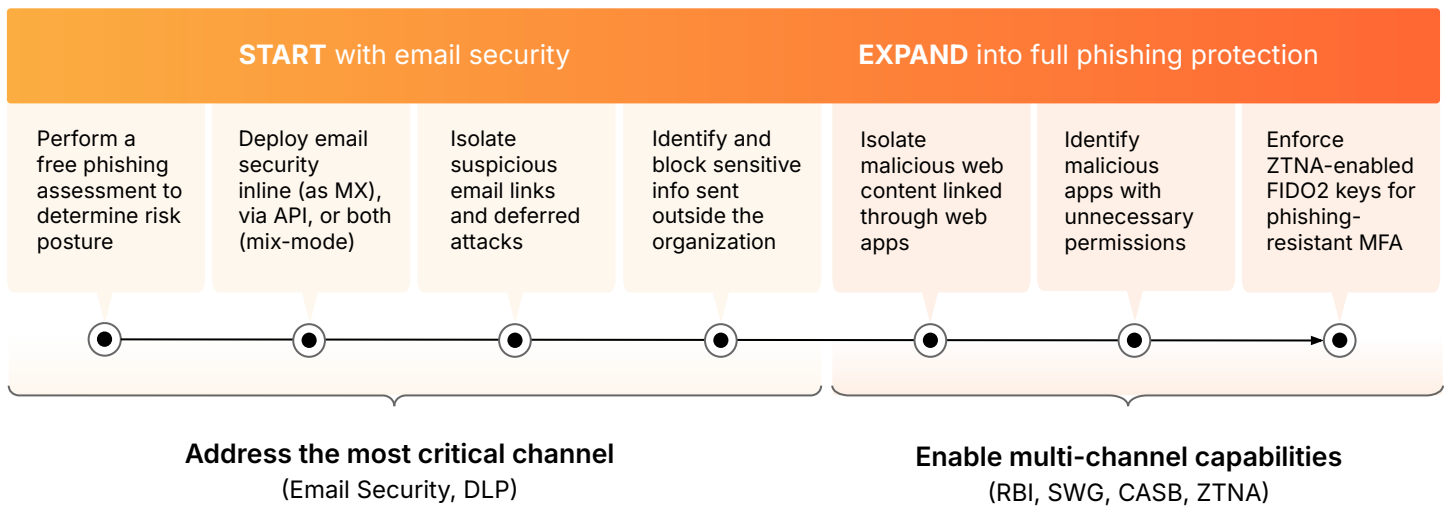 START with email security
EXPAND into full phishing protection
Perform a
free phishing
assessment to
determine risk
posture
Deploy email
security
inline (as MX),
via API, or both
(mix-mode)
Isolate
suspicious
email links
and deferred
attacks
Identify and
block sensitive
info sent
outside the
organization
Isolate
malicious web
content linked
through web
apps
Identify
malicious
apps with
unnecessary
permissions
Enforce
ZTNA-enabled
FIDO2 keys for
phishing-
resistant MFA
Address the most critical channel
(Email Security, DLP)
Enable multi-channel capabilities
(RBI, SWG, CASB, ZTNA)